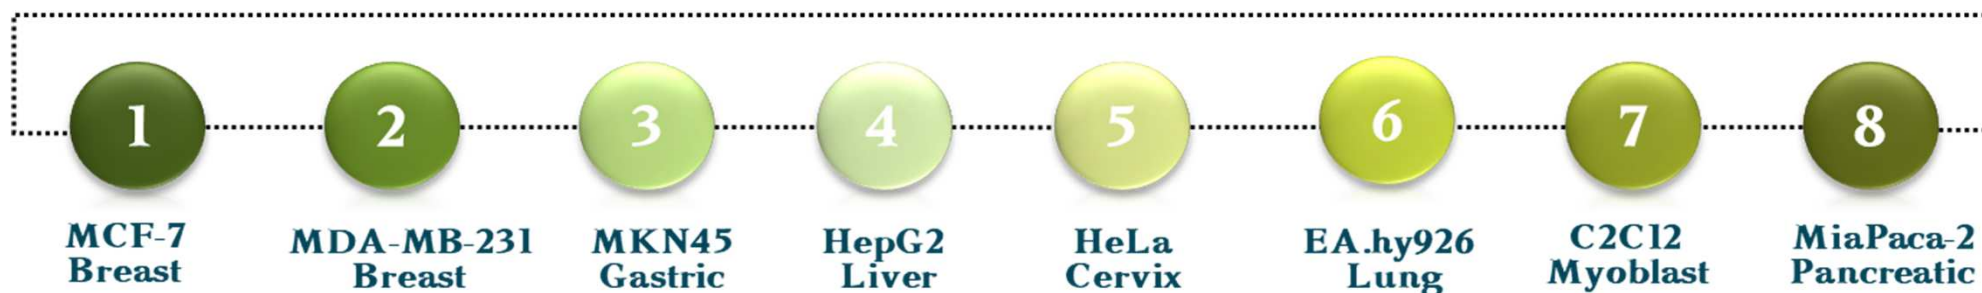 1
2
3
4
5
6
7
8
MCF-7
Breast
MDA-MB-231
Breast
MKN45
Gastric
HepG2
Liver
HeLa
Cervix
EA.hy926
Lung
C2C12
Myoblast
MiaPaca-2
Pancreatic